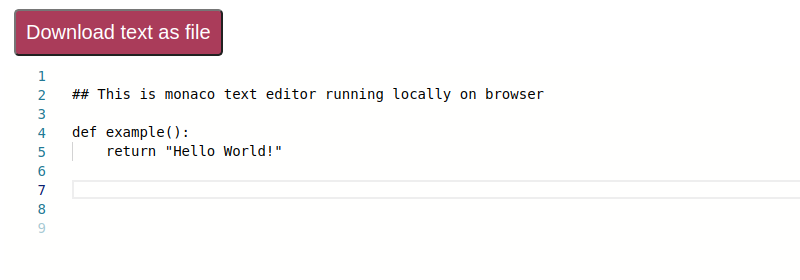 Download text as file
1
2 ## This is monaco text editor running locally on browser
3
4 def example():
5     return "Hello World!"
6
7
8
9